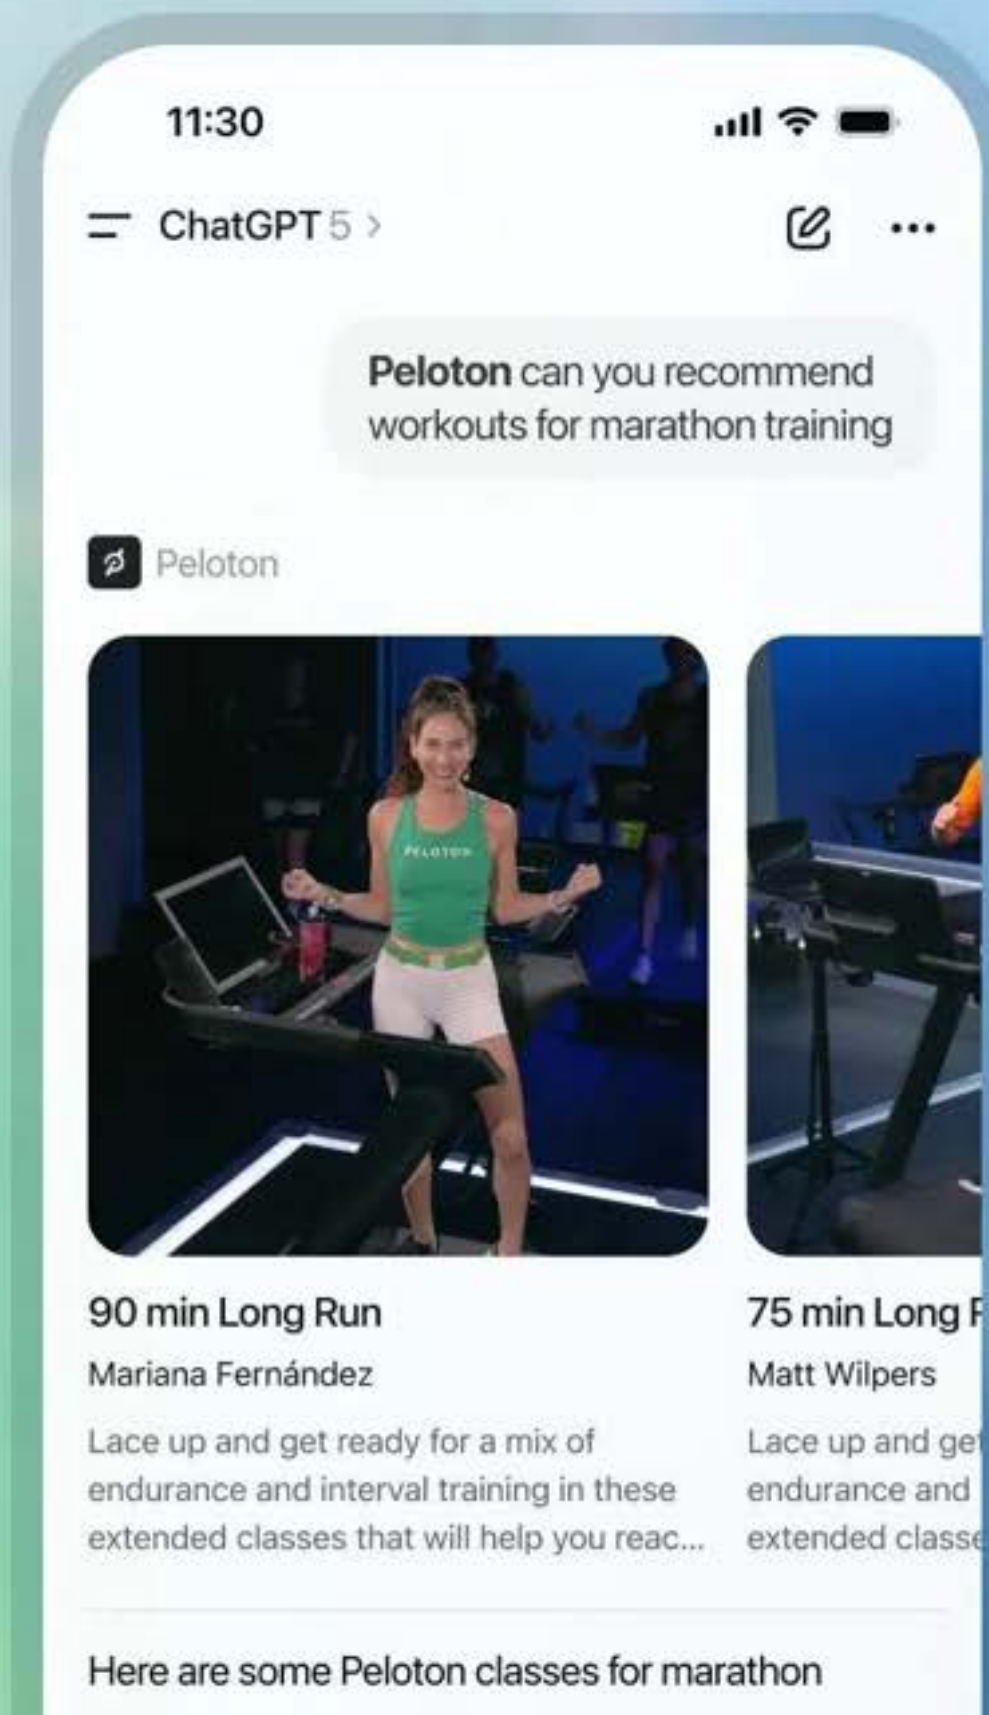 11:30
ChatGPT 5 >
Peloton can you recommend
workouts for marathon training
Peloton
PELOTON
90 min Long Run
Mariana Fernández
Lace up and get ready for a mix of
endurance and interval training in these
extended classes that will help you reac...
75 min Long
Matt Wilpers
Lace up and get
endurance and
extended classe
Here are some Peloton classes for marathon